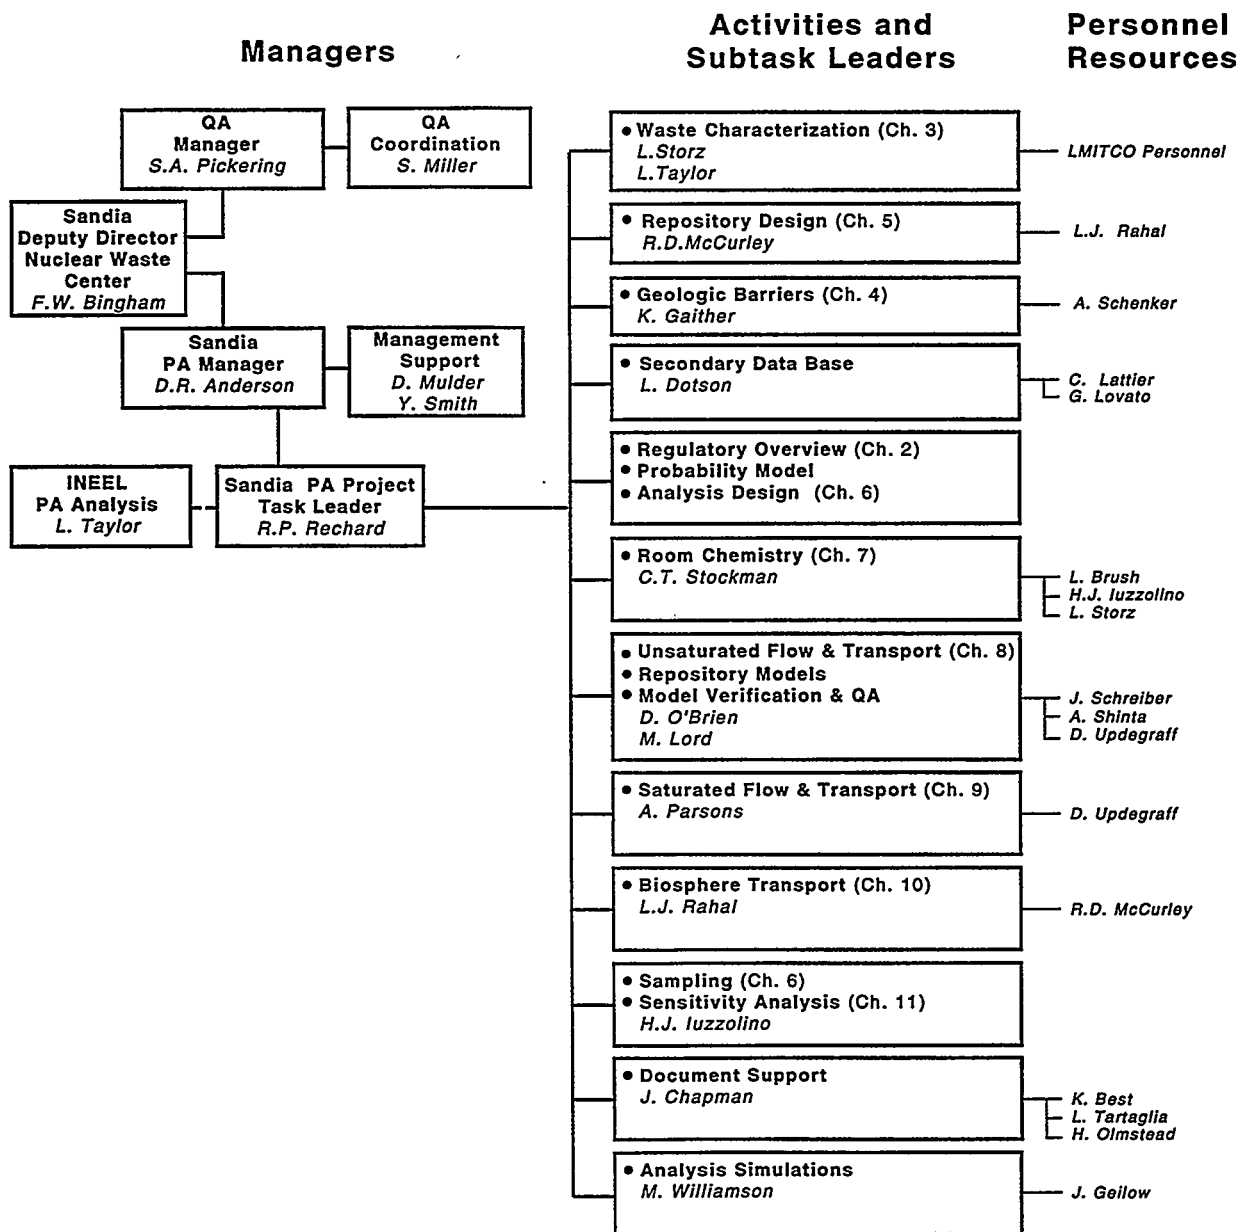 Managers
Activities and
Subtask Leaders
Personnel
Resources
QA
Manager
S.A. Pickering
QA
Coordination
S. Miller
Sandia
Deputy Director
Nuclear Waste
Center
F.W. Bingham
Sandia
PA Manager
D.R. Anderson
Management
Support
D. Mulder
Y. Smith
INEEL
PA Analysis
L. Taylor
Sandia PA Project
Task Leader
R.P. Rechard
• Waste Characterization (Ch. 3)
L.Storz
L.Taylor
LMITCO Personnel
• Repository Design (Ch. 5)
R.D.McCurley
L.J. Rahal
• Geologic Barriers (Ch. 4)
K. Gaither
A. Schenker
• Secondary Data Base
L. Dotson
C. Lattier
G. Lovato
• Regulatory Overview (Ch. 2)
• Probability Model
• Analysis Design (Ch. 6)
• Room Chemistry (Ch. 7)
C.T. Stockman
L. Brush
H.J. Iuzzolino
L. Storz
• Unsaturated Flow & Transport (Ch. 8)
• Repository Models
• Model Verification & QA
D. O'Brien
M. Lord
J. Schreiber
A. Shinta
D. Updegraff
• Saturated Flow & Transport (Ch. 9)
A. Parsons
D. Updegraff
• Biosphere Transport (Ch. 10)
L.J. Rahal
R.D. McCurley
• Sampling (Ch. 6)
• Sensitivity Analysis (Ch. 11)
H.J. Iuzzolino
• Document Support
J. Chapman
K. Best
L. Tartaglia
H. Olmstead
• Analysis Simulations
M. Williamson
J. Geilow